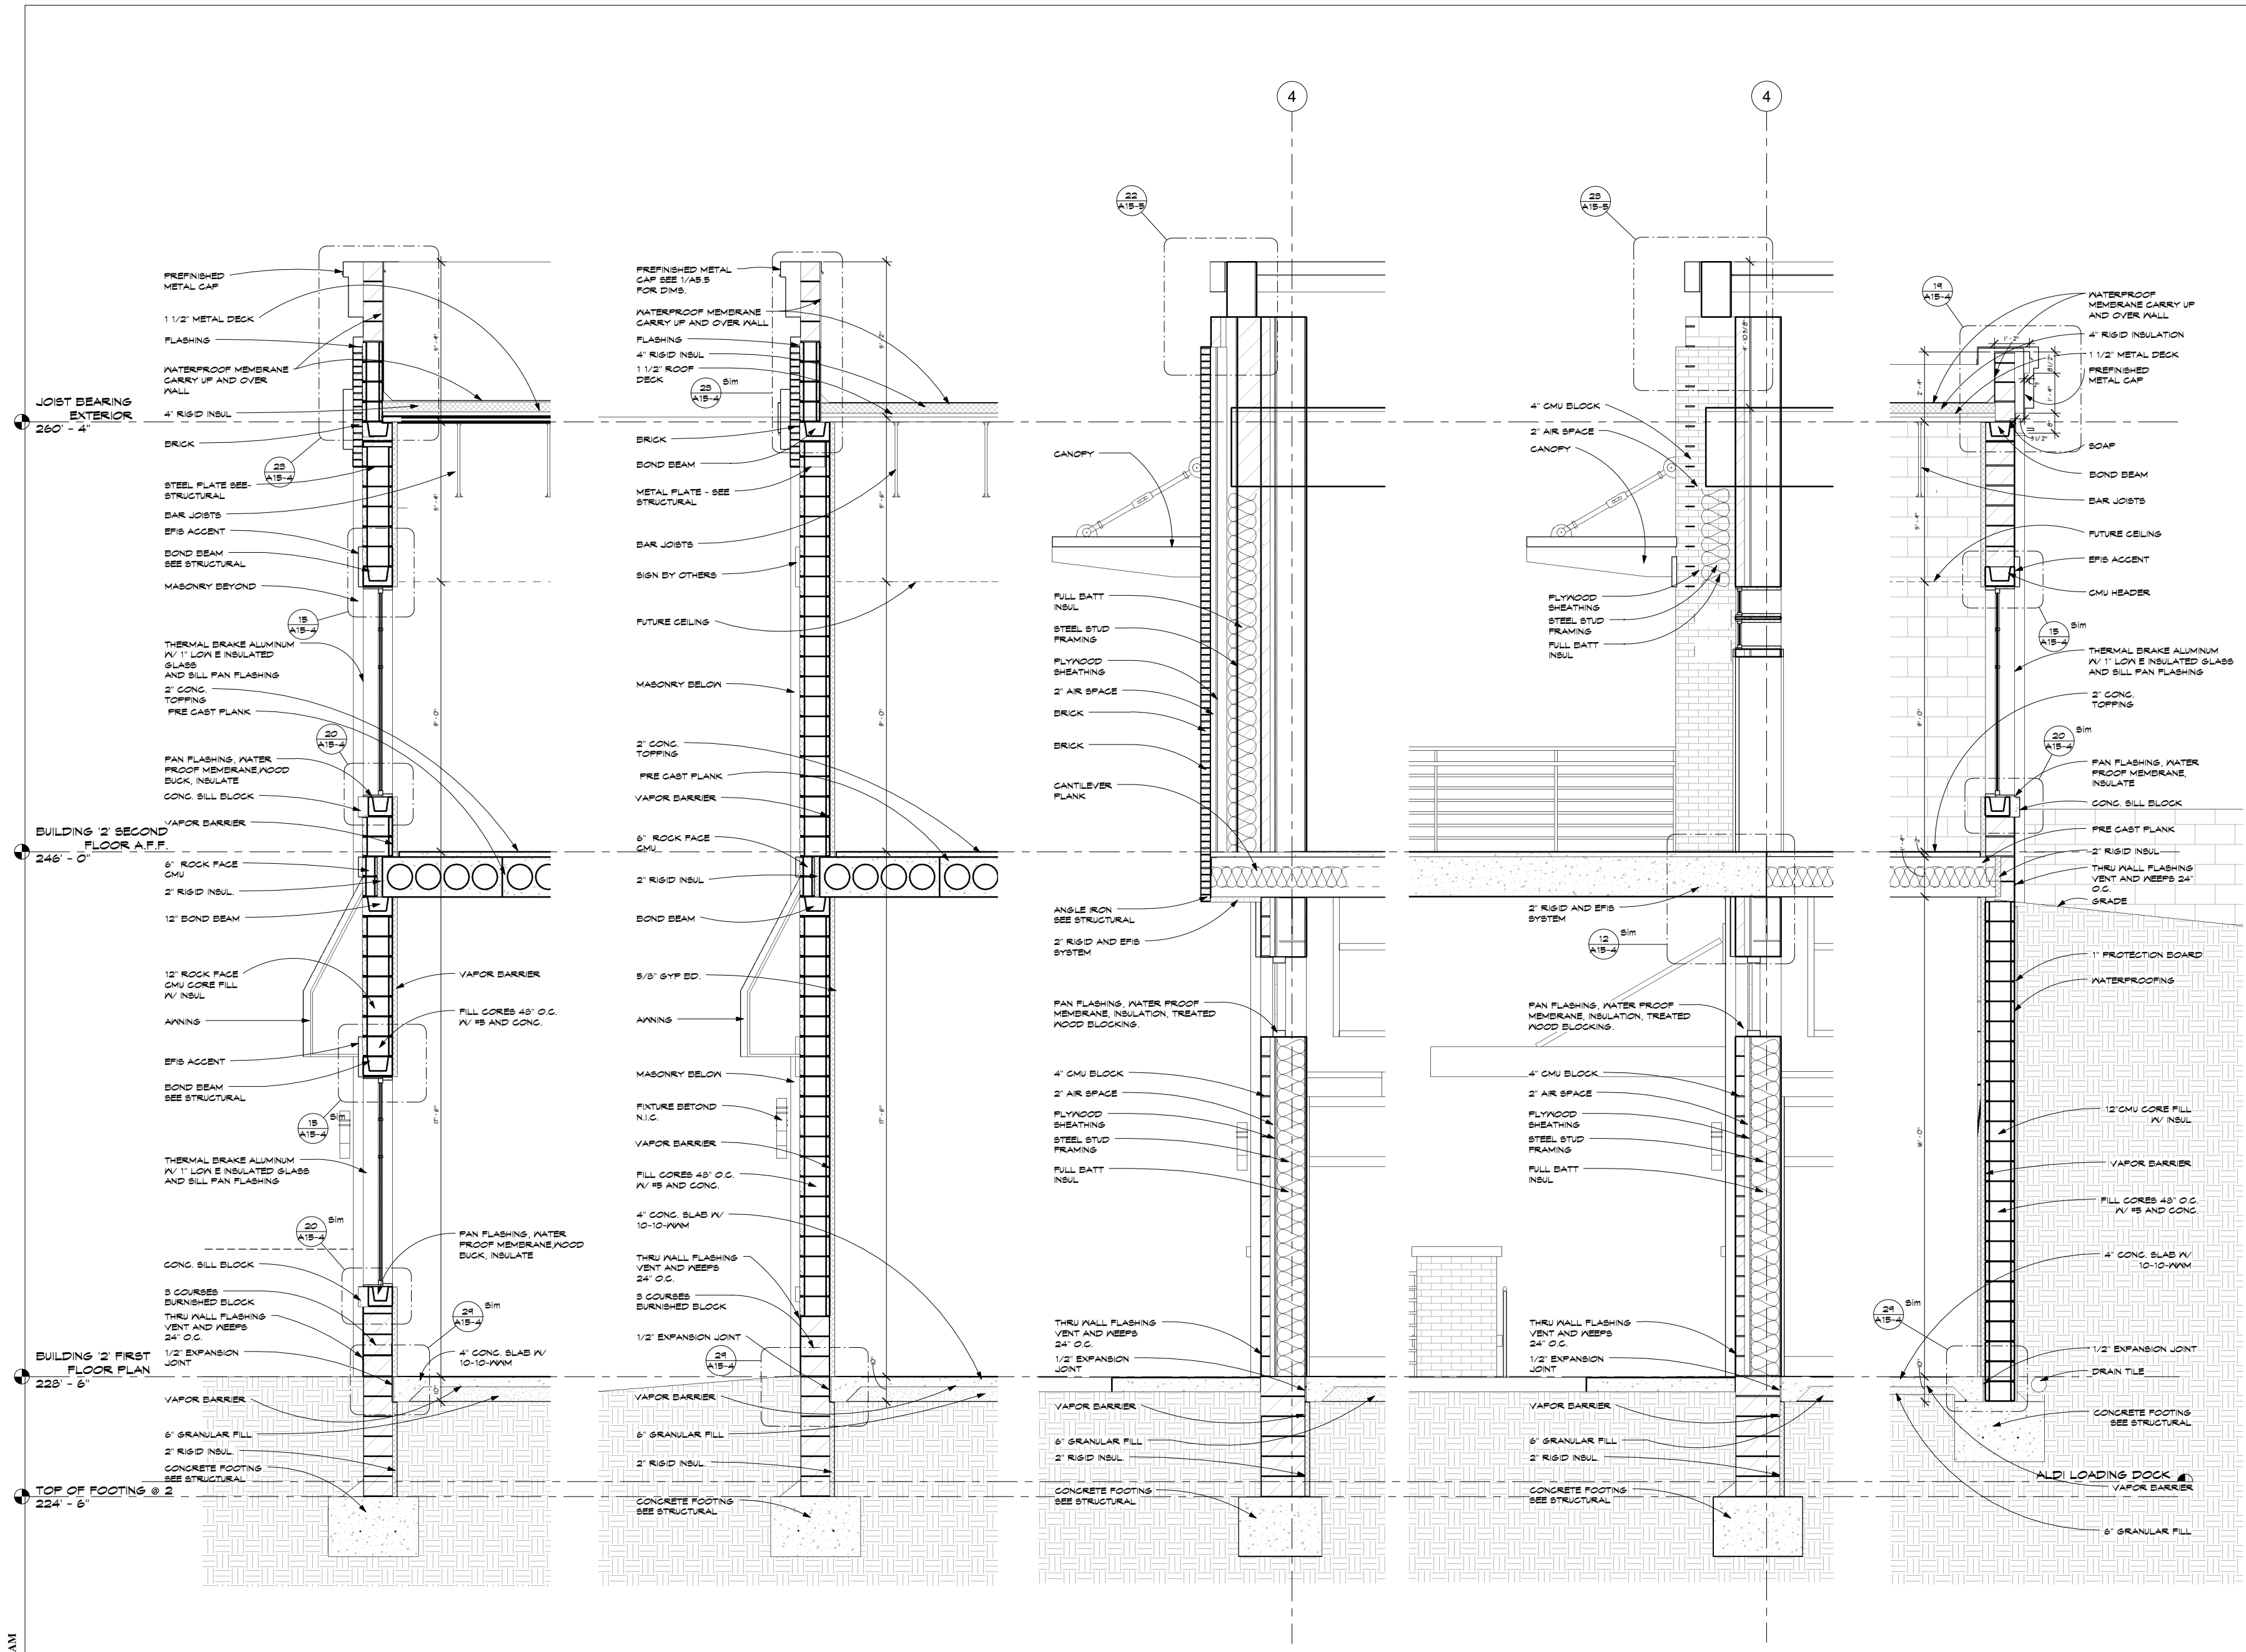 4
4
22
A15-5
23
A15-5
JOIST BEARING
EXTERIOR
260' - 4"
BUILDING '2' SECOND
FLOOR A.F.F.
246' - 0"
BUILDING '2' FIRST
FLOOR PLAN
228' - 6"
TOP OF FOOTING @ 2
224' - 6"
PREFINISHED
METAL CAP
1 1/2" METAL DECK
FLASHING
WATERPROOF MEMBRANE
CARRY UP AND OVER
WALL
4" RIGID INSUL
BRICK
23
A15-4
STEEL PLATE SEE-
STRUCTURAL
BAR JOISTS
EFIS ACCENT
BOND BEAM
SEE STRUCTURAL
MASONRY BEYOND
15
A15-4
THERMAL BRAKE ALUMINUM
W/ 1" LOW E INSULATED
GLASS
AND SILL PAN FLASHING
2" CONC.
TOPPING
PRE CAST PLANK
20
A15-4
PAN FLASHING, WATER
PROOF MEMBRANE,WOOD
BUCK, INSULATE
CONC. SILL BLOCK
VAPOR BARRIER
6" ROCK FACE
CMU
2" RIGID INSUL.
12" BOND BEAM
12" ROCK FACE
CMU CORE FILL
W/ INSUL
AWNING
EFIS ACCENT
BOND BEAM
SEE STRUCTURAL
VAPOR BARRIER
FILL CORES 48" O.C.
W/ #5 AND CONC.
15
A15-4
Sim
THERMAL BRAKE ALUMINUM
W/ 1" LOW E INSULATED GLASS
AND SILL PAN FLASHING
20
A15-4
Sim
PAN FLASHING, WATER
PROOF MEMBRANE,WOOD
BUCK, INSULATE
CONC. SILL BLOCK
3 COURSES
BURNISHED BLOCK
THRU WALL FLASHING
VENT AND WEEPS
24" O.C.
1/2" EXPANSION
JOINT
29
A15-4
Sim
4" CONC. SLAB W/
10-10-WWM
VAPOR BARRIER
6" GRANULAR FILL
2" RIGID INSUL.
CONCRETE FOOTING
SEE STRUCTURAL
9'-0"
17'-6"
PREFINISHED METAL
CAP SEE 1/A5.5
FOR DIMS.
WATERPROOF MEMBRANE
CARRY UP AND OVER WALL
FLASHING
4" RIGID INSUL
1 1/2" ROOF
DECK
23
A15-4
Sim
BRICK
BOND BEAM
METAL PLATE - SEE
STRUCTURAL
BAR JOISTS
SIGN BY OTHERS
FUTURE CEILING
MASONRY BELOW
2" CONC.
TOPPING
PRE CAST PLANK
VAPOR BARRIER
6" ROCK FACE
CMU
2" RIGID INSUL
BOND BEAM
5/8" GYP BD.
AWNING
MASONRY BELOW
FIXTURE BETOND
N.I.C.
VAPOR BARRIER
FILL CORES 48" O.C.
W/ #5 AND CONC.
4" CONC. SLAB W/
10-10-WWM
THRU WALL FLASHING
VENT AND WEEPS
24" O.C.
3 COURSES
BURNISHED BLOCK
1/2" EXPANSION JOINT
29
A15-4
VAPOR BARRIER
6" GRANULAR FILL
2" RIGID INSUL.
CONCRETE FOOTING
SEE STRUCTURAL
9'-0"
17'-6"
CANOPY
FULL BATT
INSUL
STEEL STUD
FRAMING
PLYWOOD
SHEATHING
2" AIR SPACE
BRICK
BRICK
CANTILEVER
PLANK
ANGLE IRON
SEE STRUCTURAL
2" RIGID AND EFIS
SYSTEM
PAN FLASHING, WATER PROOF
MEMBRANE, INSULATION, TREATED
WOOD BLOCKING.
4" CMU BLOCK
2" AIR SPACE
PLYWOOD
SHEATHING
STEEL STUD
FRAMING
FULL BATT
INSUL
THRU WALL FLASHING
VENT AND WEEPS
24" O.C.
1/2" EXPANSION
JOINT
VAPOR BARRIER
6" GRANULAR FILL
2" RIGID INSUL.
CONCRETE FOOTING
SEE STRUCTURAL
4'-10 5/8"
4" CMU BLOCK
2" AIR SPACE
CANOPY
PLYWOOD
SHEATHING
STEEL STUD
FRAMING
FULL BATT
INSUL
2" RIGID AND EFIS
SYSTEM
12
A15-4
Sim
PAN FLASHING, WATER PROOF
MEMBRANE, INSULATION, TREATED
WOOD BLOCKING.
4" CMU BLOCK
2" AIR SPACE
PLYWOOD
SHEATHING
STEEL STUD
FRAMING
FULL BATT
INSUL
THRU WALL FLASHING
VENT AND WEEPS
24" O.C.
1/2" EXPANSION
JOINT
VAPOR BARRIER
6" GRANULAR FILL
2" RIGID INSUL.
CONCRETE FOOTING
SEE STRUCTURAL
19
A15-4
WATERPROOF
MEMBRANE CARRY UP
AND OVER WALL
4" RIGID INSULATION
1 1/2" METAL DECK
PREFINISHED
METAL CAP
1'-2"
2'-4"
1'-4"
SOAP
BOND BEAM
BAR JOISTS
FUTURE CEILING
EFIS ACCENT
CMU HEADER
15
A15-4
Sim
THERMAL BRAKE ALUMINUM
W/ 1" LOW E INSULATED GLASS
AND SILL PAN FLASHING
2" CONC.
TOPPING
9'-0"
20
A15-4
Sim
PAN FLASHING, WATER
PROOF MEMBRANE,
INSULATE
CONC. SILL BLOCK
PRE CAST PLANK
2" RIGID INSUL
THRU WALL FLASHING
VENT AND WEEPS 24"
O.C.
GRADE
1" PROTECTION BOARD
WATERPROOFING
12"CMU CORE FILL
W/ INSUL
16'-0"
VAPOR BARRIER
FILL CORES 48" O.C.
W/ #5 AND CONC.
4" CONC. SLAB W/
10-10-WWM
29
A15-4
Sim
1/2" EXPANSION JOINT
DRAIN TILE
CONCRETE FOOTING
SEE STRUCTURAL
ALDI LOADING DOCK
VAPOR BARRIER
6" GRANULAR FILL
AM